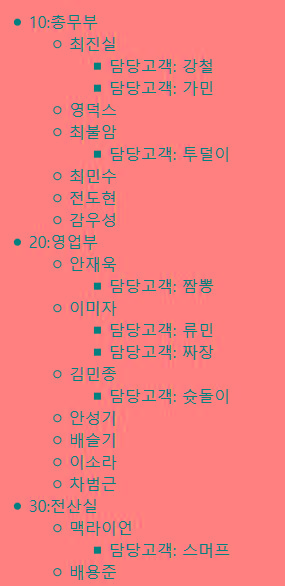 10:총무부
최진실
담당고객: 강철
담당고객: 가민
영덕스
최불암
담당고객: 투덜이
최민수
전도현
감우성
20:영업부
안재욱
담당고객: 짬뽕
이미자
담당고객: 류민
담당고객: 짜장
김민종
담당고객: 슛돌이
안성기
배슬기
이소라
차범근
30:전산실
맥라이언
담당고객: 스머프
배용준